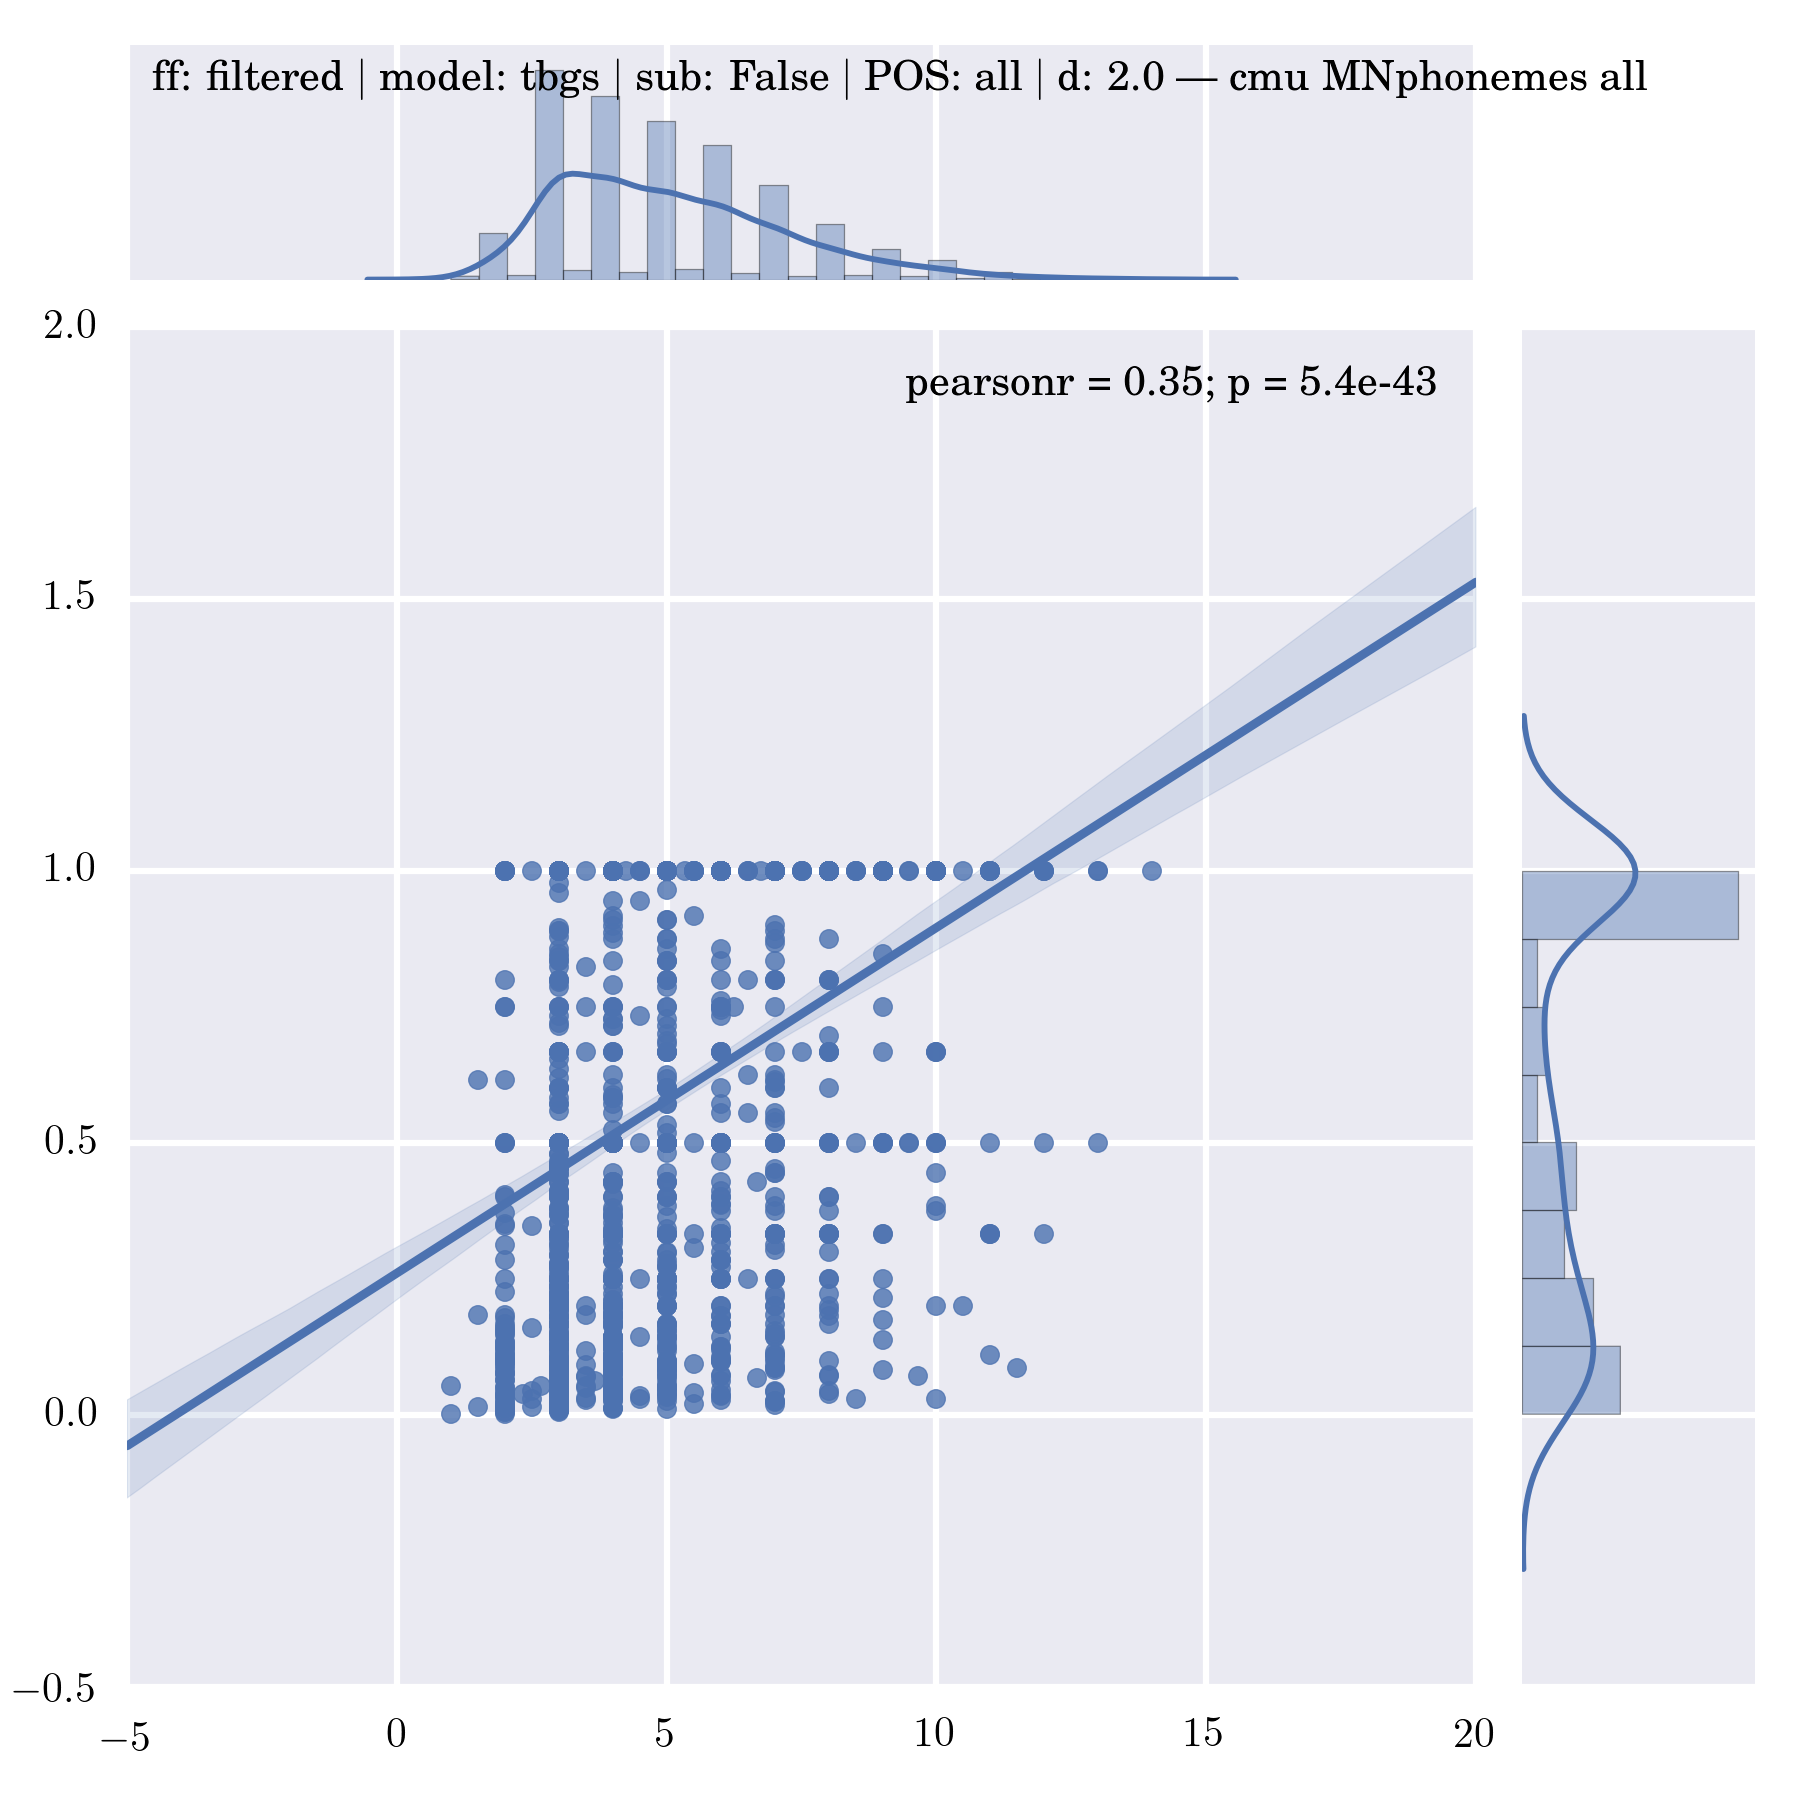 ff: filtered | model: tbgs | sub: False | POS: all | d: 2.0 — cmu MNphonemes all
2.0
pearsonr = 0.35; p = 5.4e-43
1.5
1.0
0.5
0.0
−0.5
−5 0 5 10 15 20